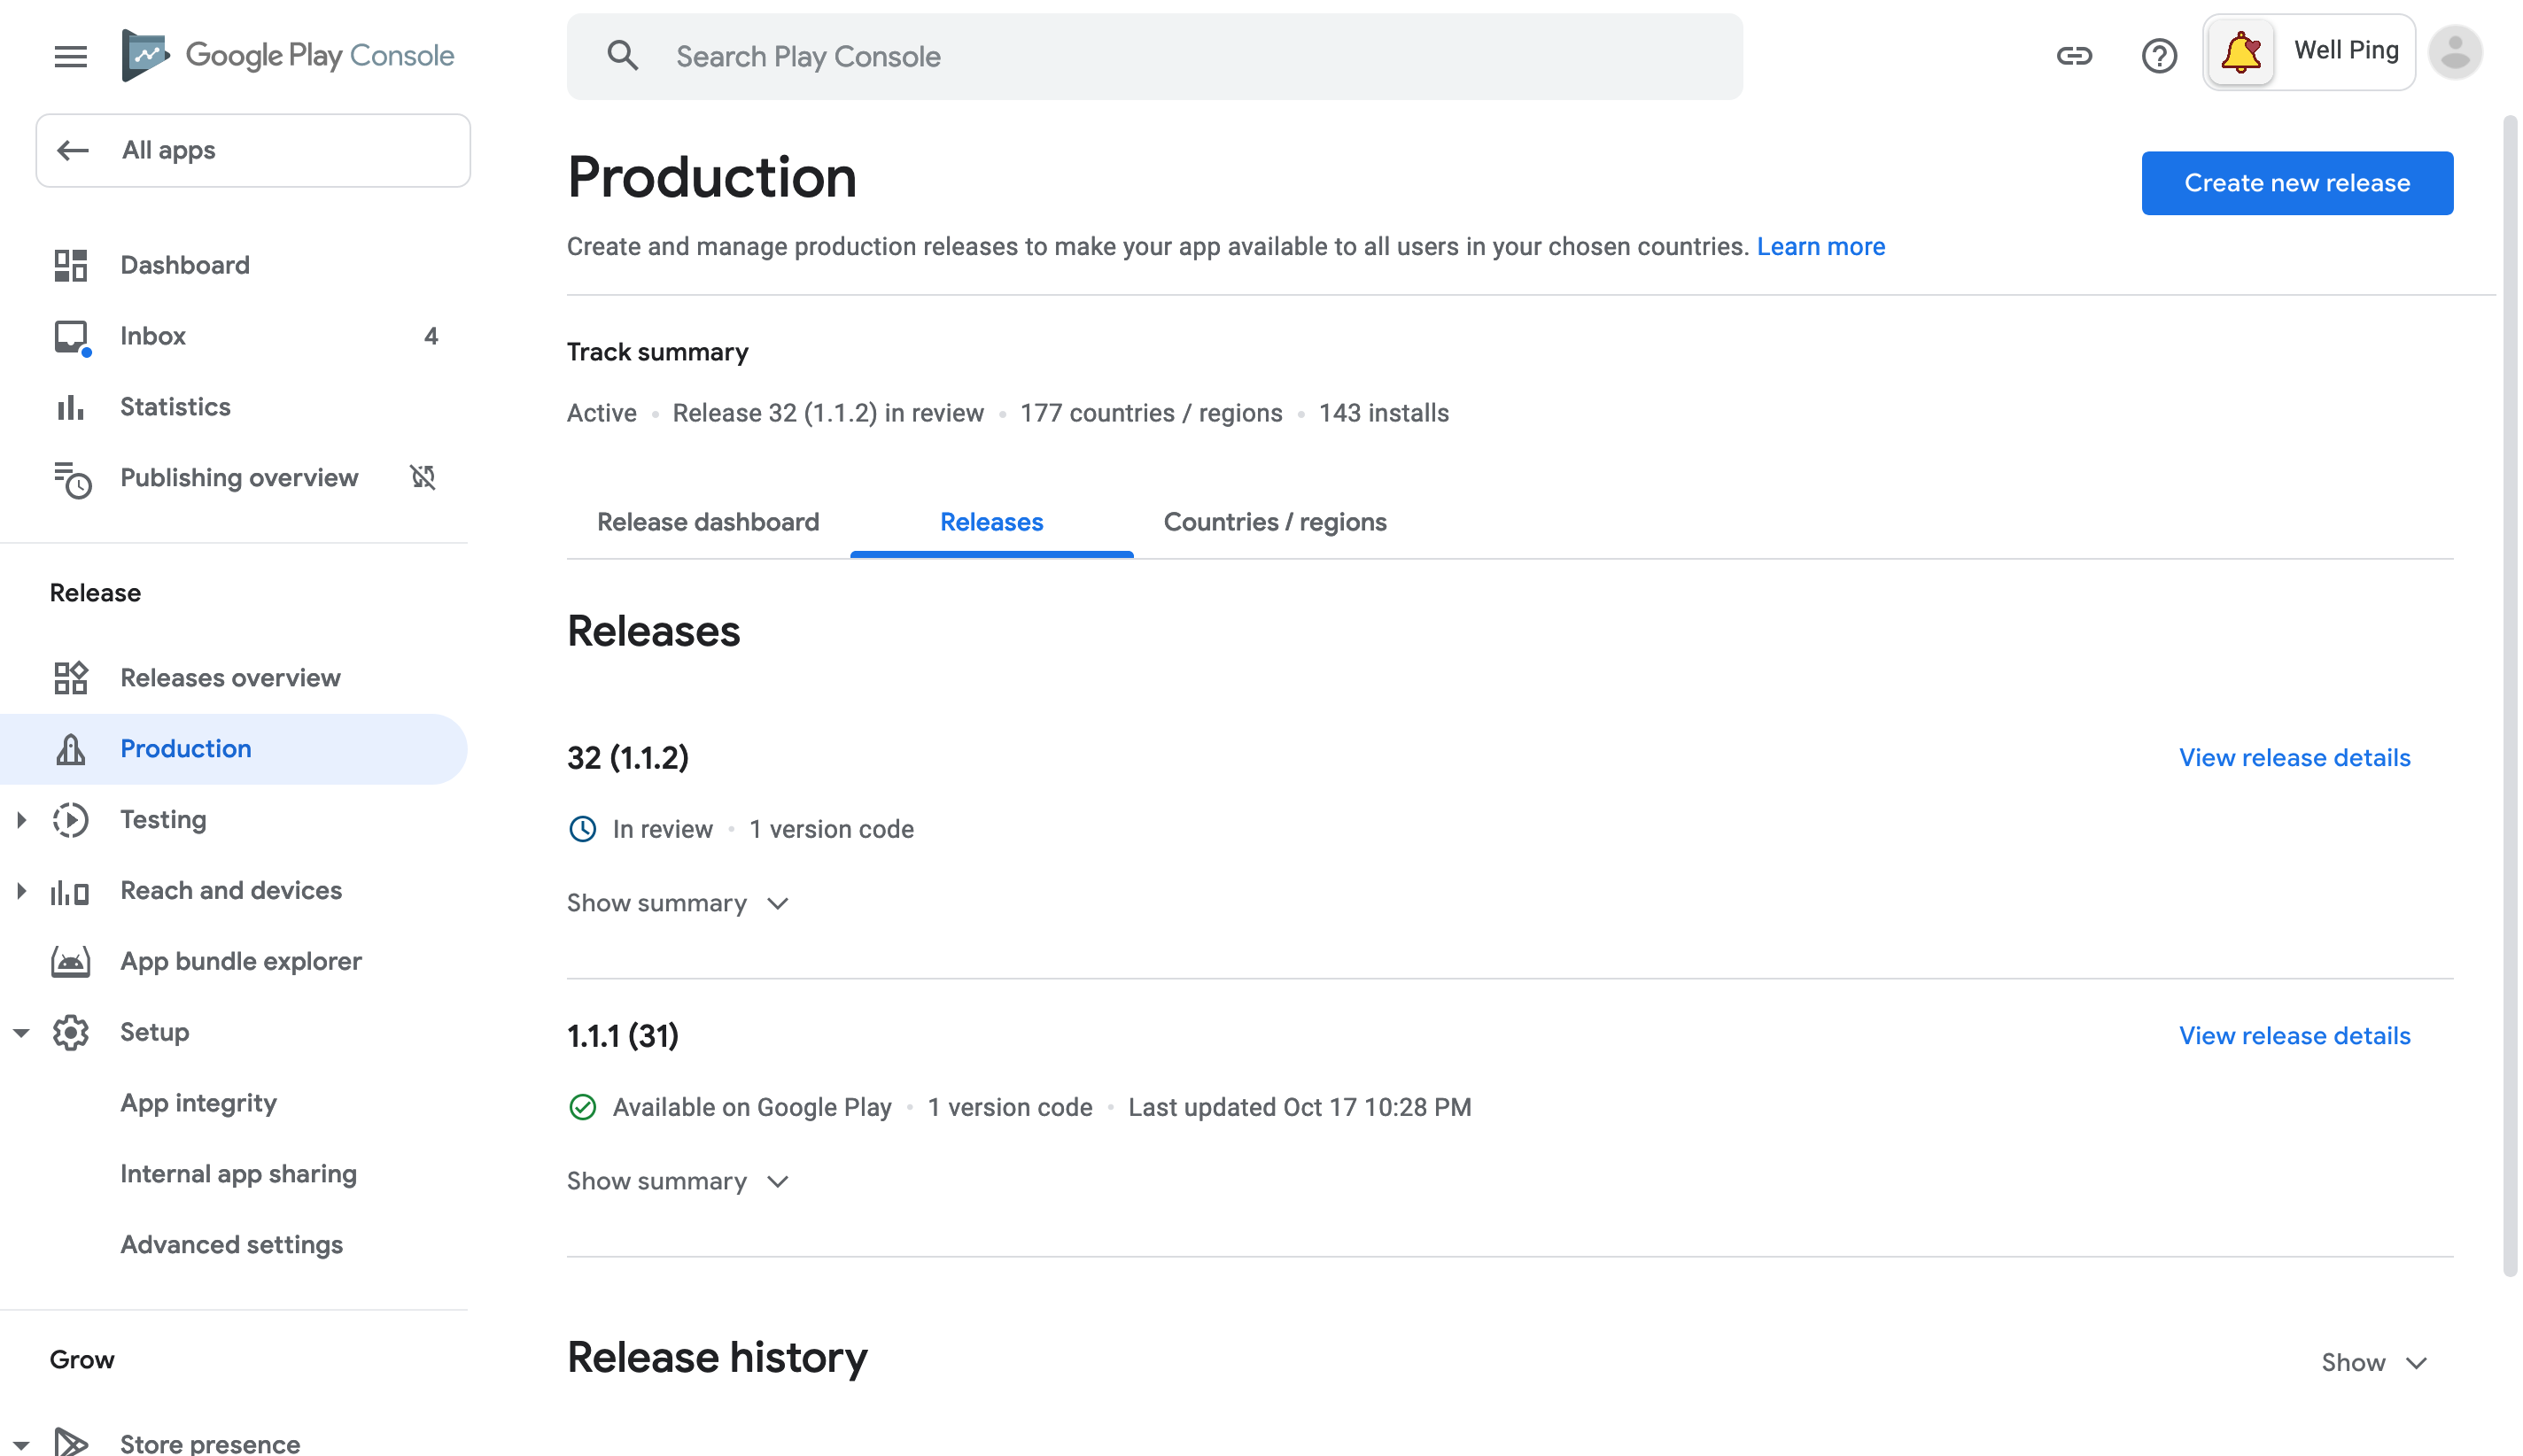 Google Play Console
Search Play Console
Well Ping
All apps
Dashboard
Inbox 4
Statistics
Publishing overview
Release
Releases overview
Production
Testing
Reach and devices
App bundle explorer
Setup
App integrity
Internal app sharing
Advanced settings
Grow
Store presence
Production
Create new release
Create and manage production releases to make your app available to all users in your chosen countries. Learn more
Track summary
Active • Release 32 (1.1.2) in review • 177 countries / regions • 143 installs
Release dashboard Releases Countries / regions
Releases
32 (1.1.2) View release details
In review • 1 version code
Show summary
1.1.1 (31) View release details
Available on Google Play • 1 version code • Last updated Oct 17 10:28 PM
Show summary
Release history Show